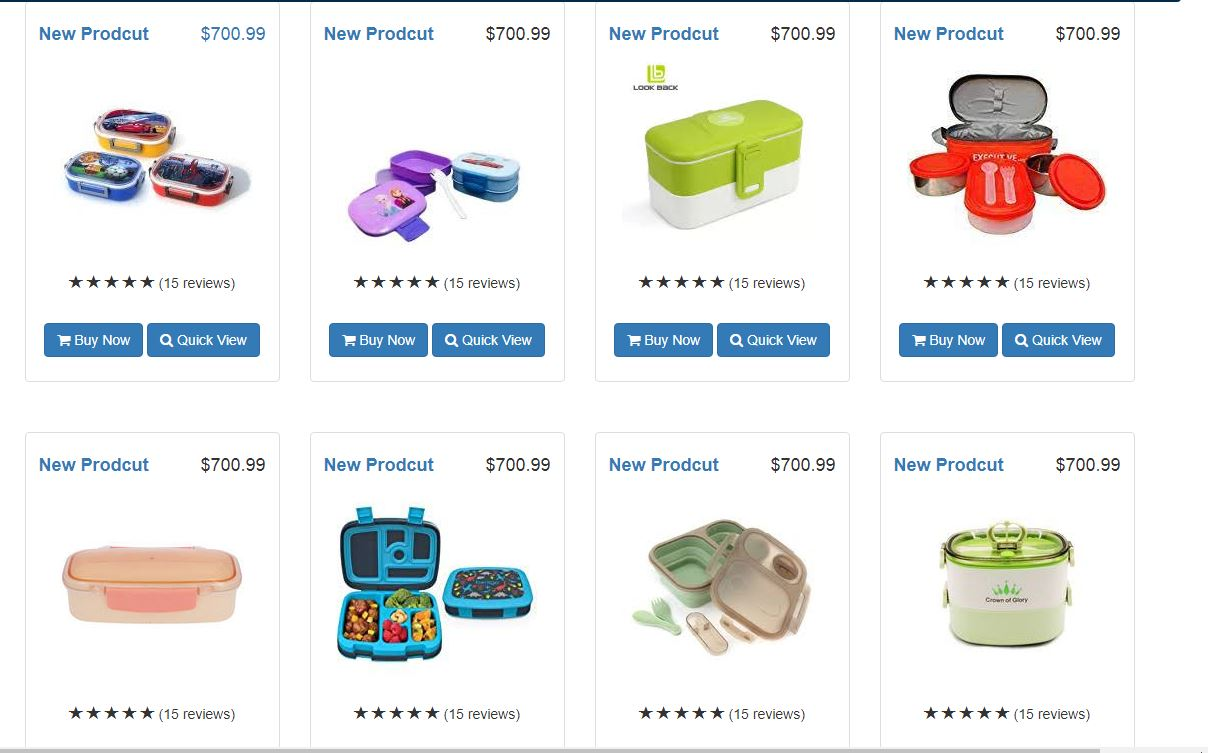 New Prodcut $700.99
New Prodcut $700.99
New Prodcut $700.99
New Prodcut $700.99
LOOK BACK
EXECUTIVE
★★★★★ (15 reviews)
★★★★★ (15 reviews)
★★★★★ (15 reviews)
★★★★★ (15 reviews)
Buy Now Quick View
Buy Now Quick View
Buy Now Quick View
Buy Now Quick View
New Prodcut $700.99
New Prodcut $700.99
New Prodcut $700.99
New Prodcut $700.99
Crown of Glory
★★★★★ (15 reviews)
★★★★★ (15 reviews)
★★★★★ (15 reviews)
★★★★★ (15 reviews)